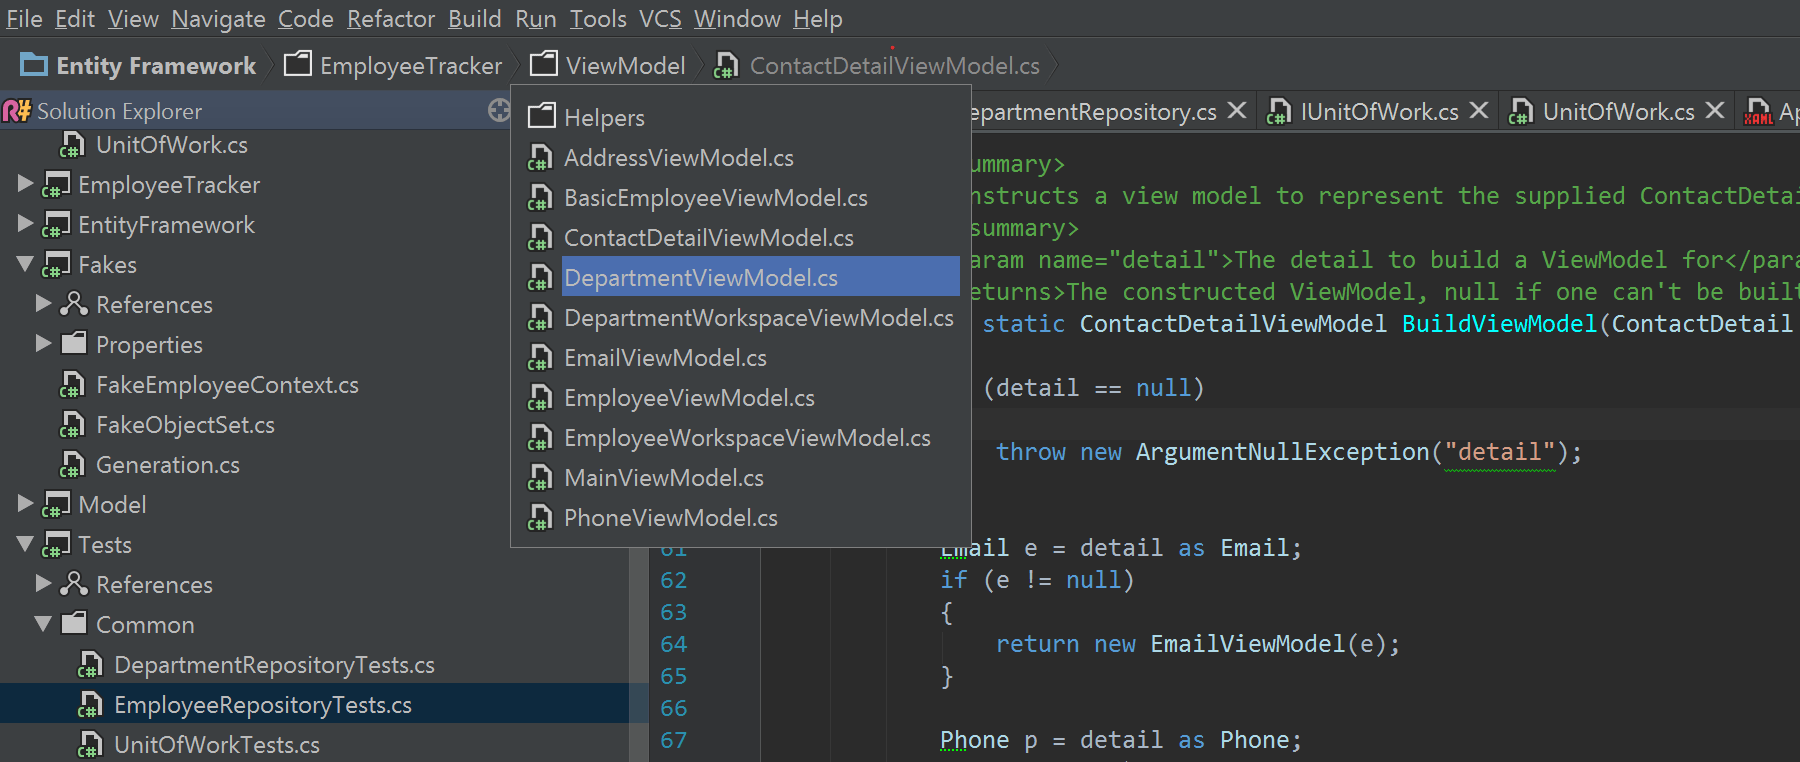 File Edit View Navigate Code Refactor Build Run Tools VCS Window Help
Entity Framework EmployeeTracker ViewModel C# ContactDetailViewModel.cs
R# Solution Explorer
C# UnitOfWork.cs
C# EmployeeTracker
C# EntityFramework
C# Fakes
References
Properties
C# FakeEmployeeContext.cs
C# FakeObjectSet.cs
C# Generation.cs
C# Model
C# Tests
References
Common
C# DepartmentRepositoryTests.cs
C# EmployeeRepositoryTests.cs
C# UnitOfWorkTests.cs
Helpers
C# AddressViewModel.cs
C# BasicEmployeeViewModel.cs
C# ContactDetailViewModel.cs
C# DepartmentViewModel.cs
C# DepartmentWorkspaceViewModel.cs
C# EmailViewModel.cs
C# EmployeeViewModel.cs
C# EmployeeWorkspaceViewModel.cs
C# MainViewModel.cs
C# PhoneViewModel.cs
epartmentRepository.cs C# IUnitOfWork.cs C# UnitOfWork.cs XAML Ap
ummary>
nstructs a view model to represent the supplied ContactDetai
summary>
aram name="detail">The detail to build a ViewModel for</para
eturns>The constructed ViewModel, null if one can't be built
static ContactDetailViewModel BuildViewModel(ContactDetail
(detail == null)
throw new ArgumentNullException("detail");
61 Email e = detail as Email;
62 if (e != null)
63 {
64 return new EmailViewModel(e);
65 }
66
67 Phone p = detail as Phone;